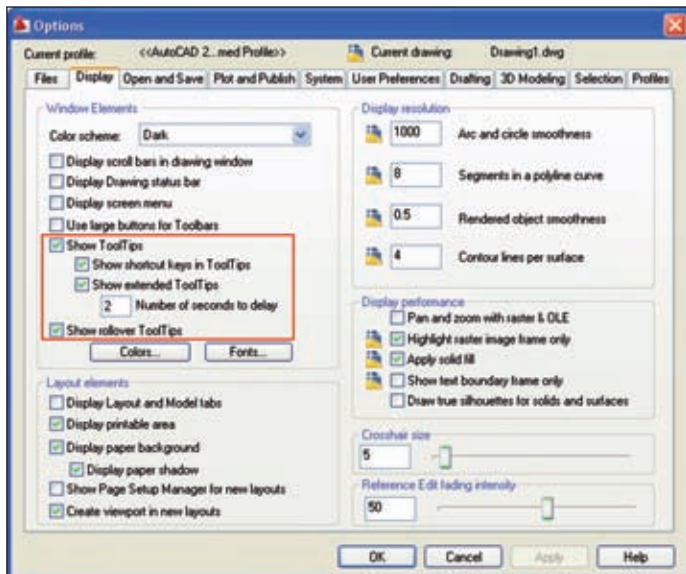 Options
Current profile: <<AutoCAD 2...med Profile>> Current drawing: Drawing1.dwg
Files Display Open and Save Plot and Publish System User Preferences Drafting 3D Modeling Selection Profiles
Window Elements
Color scheme: Dark
Display scroll bars in drawing window
Display Drawing status bar
Display screen menu
Use large buttons for Toolbars
Show ToolTips
Show shortcut keys in ToolTips
Show extended ToolTips
2 Number of seconds to delay
Show rollover ToolTips
Colors... Fonts...
Layout elements
Display Layout and Model tabs
Display printable area
Display paper background
Display paper shadow
Show Page Setup Manager for new layouts
Create viewport in new layouts
Display resolution
1000 Arc and circle smoothness
8 Segments in a polyline curve
0.5 Rendered object smoothness
4 Contour lines per surface
Display performance
Pan and zoom with raster & OLE
Highlight raster image frame only
Apply solid fill
Show text boundary frame only
Draw true silhouettes for solids and surfaces
Crosshair size
5
Reference Edit fading intensity
50
OK Cancel Apply Help